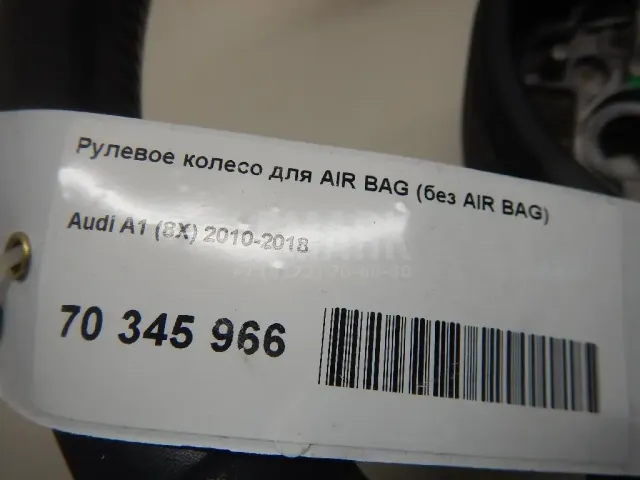 Рулевое колесо для AIR BAG (без AIR BAG)
Audi A1 (8X) 2010-2018
70 345 966